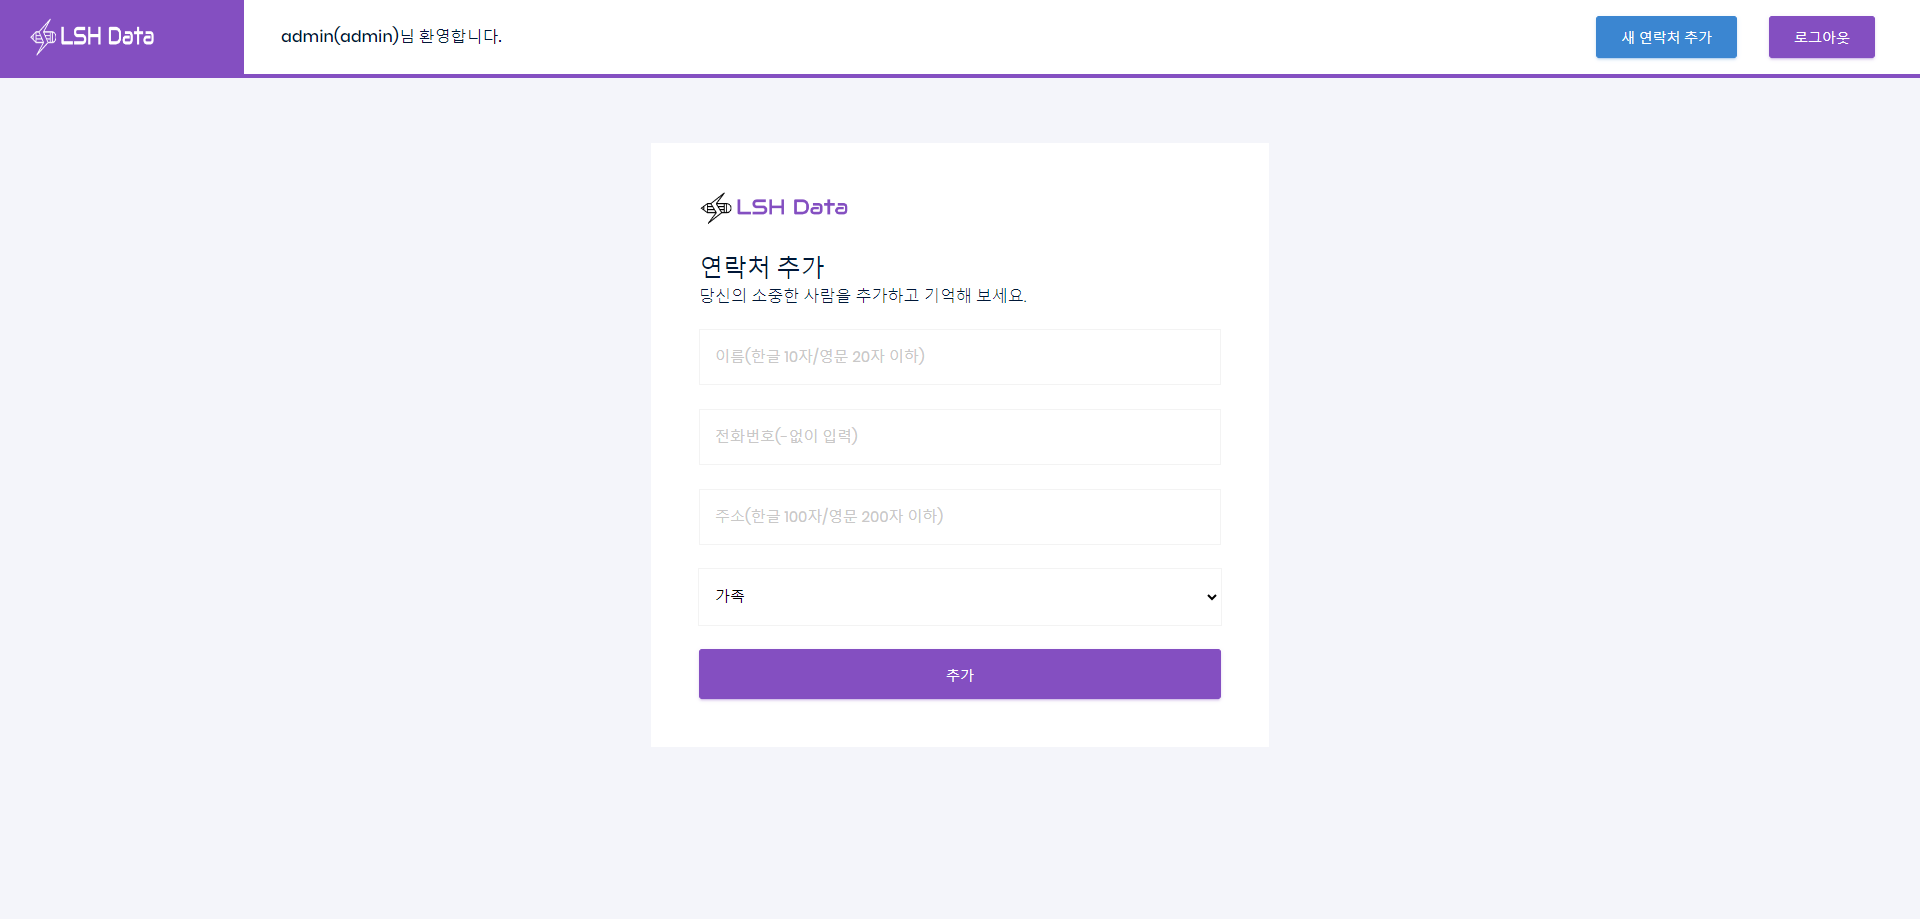 LSH Data
admin(admin)님 환영합니다.
새 연락처 추가
로그아웃
LSH Data
연락처 추가
당신의 소중한 사람을 추가하고 기억해 보세요.
이름(한글 10자/영문 20자 이하)
전화번호(-없이 입력)
주소(한글 100자/영문 200자 이하)
가족
추가